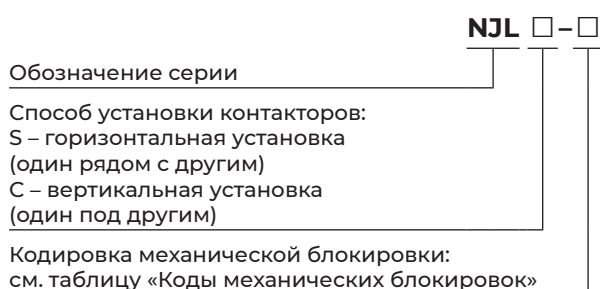 NJL □–□
Обозначение серии
Способ установки контакторов:
S – горизонтальная установка
(один рядом с другим)
C – вертикальная установка
(один под другим)
Кодировка механической блокировки:
см. таблицу «Коды механических блокировок»